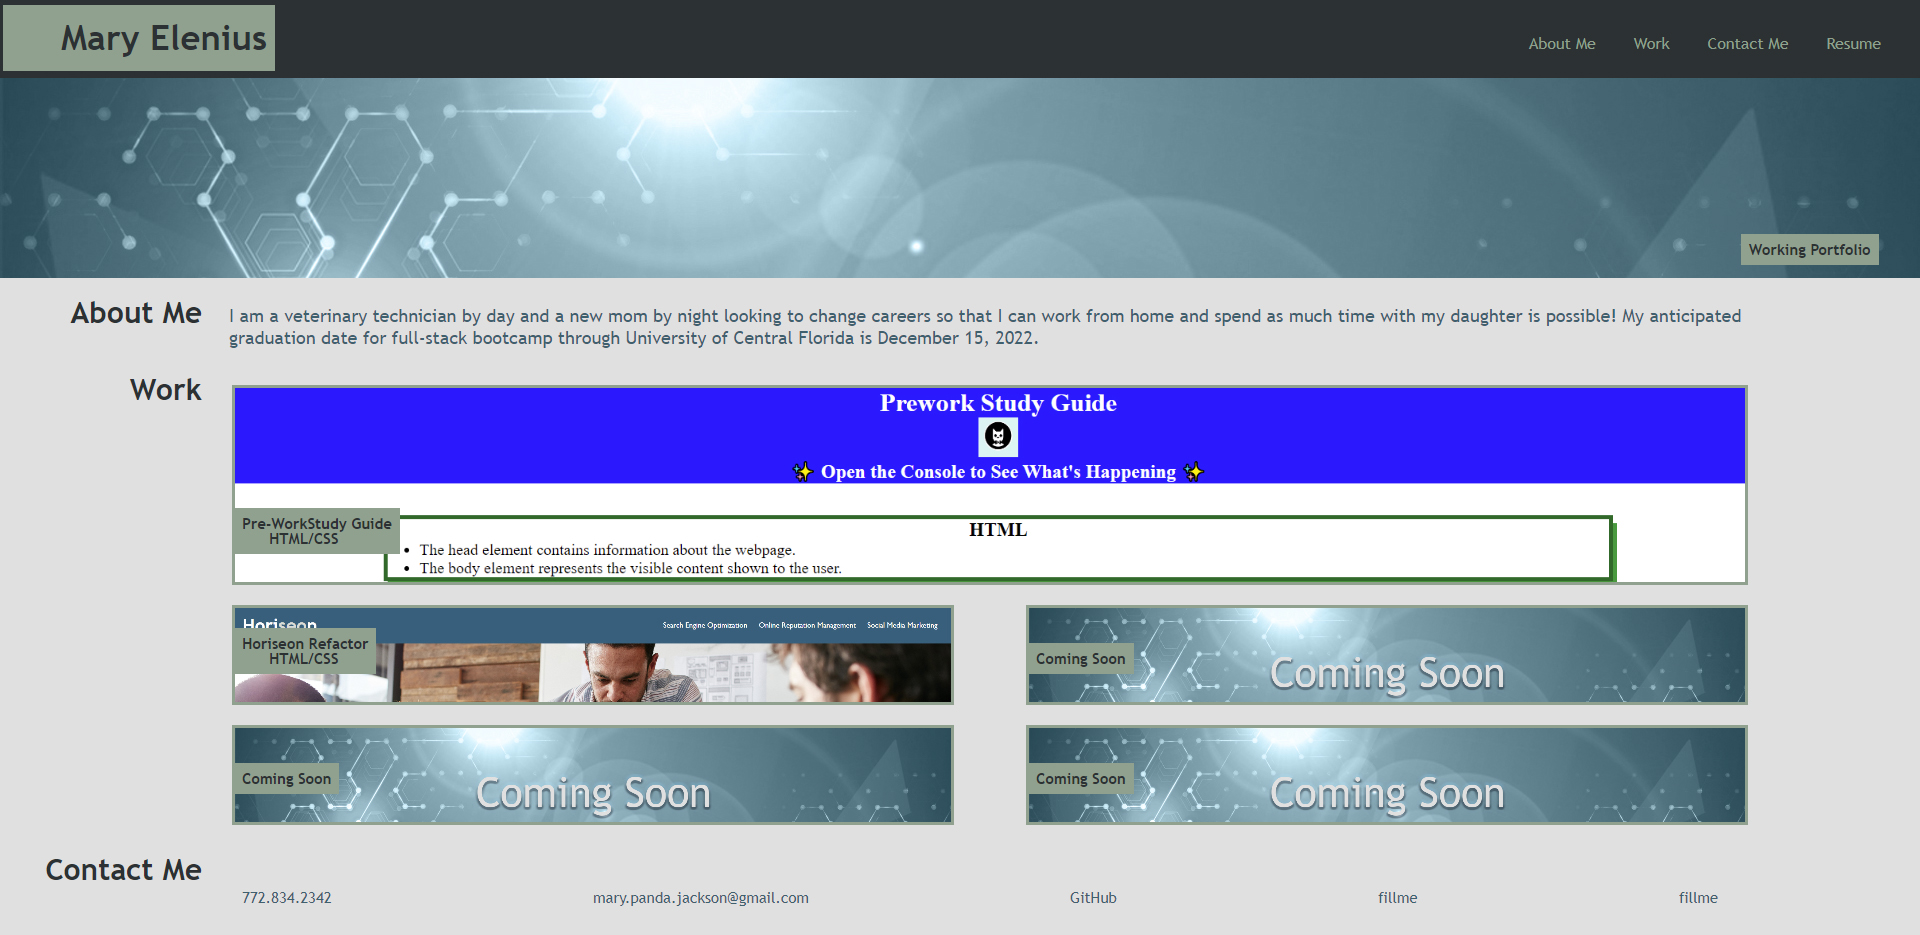 Mary Elenius
About Me
Work
Contact Me
Resume
Working Portfolio
About Me
I am a veterinary technician by day and a new mom by night looking to change careers so that I can work from home and spend as much time with my daughter is possible! My anticipated
graduation date for full-stack bootcamp through University of Central Florida is December 15, 2022.
Work
Prework Study Guide
✨ Open the Console to See What's Happening ✨
Pre-WorkStudy Guide
HTML/CSS
HTML
• The head element contains information about the webpage.
• The body element represents the visible content shown to the user.
Horiseon
Search Engine Optimization
Online Reputation Management
Social Media Marketing
Horiseon Refactor
HTML/CSS
Coming Soon
Coming Soon
Coming Soon
Coming Soon
Coming Soon
Coming Soon
Contact Me
772.834.2342
mary.panda.jackson@gmail.com
GitHub
fillme
fillme